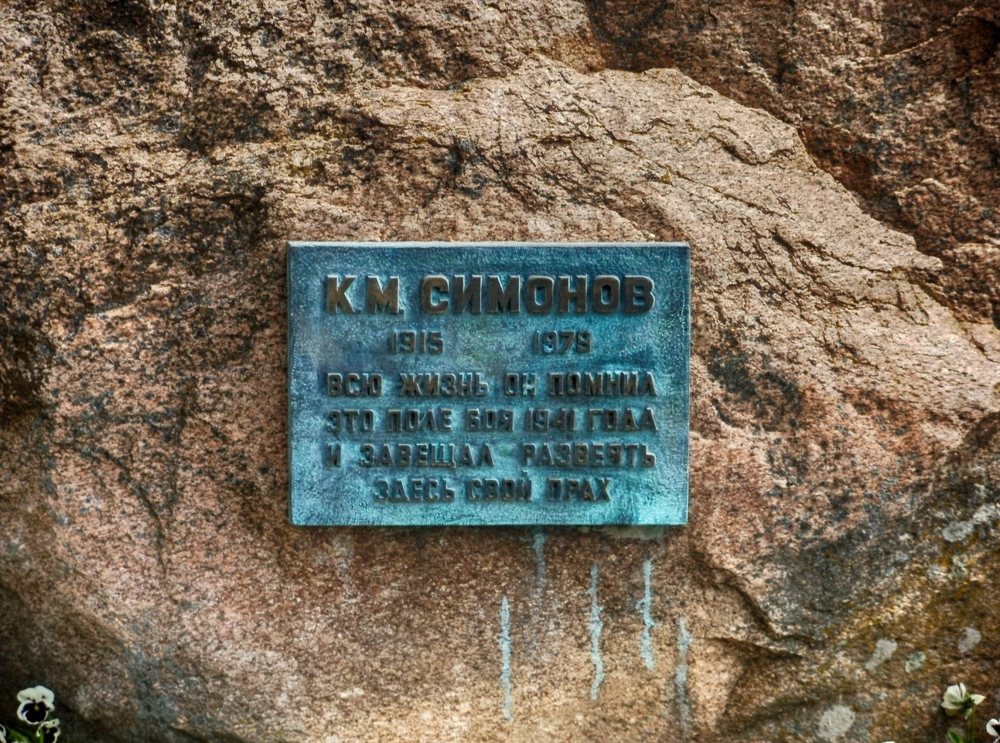 К.М. СИМОНОВ
1915 1979
ВСЮ ЖИЗНЬ ОН ПОМНИЛ
ЭТО ПОЛЕ БОЯ 1941 ГОДА
И ЗАВЕЩАЛ РАЗВЕЯТЬ
ЗДЕСЬ СВОЙ ПРАХ